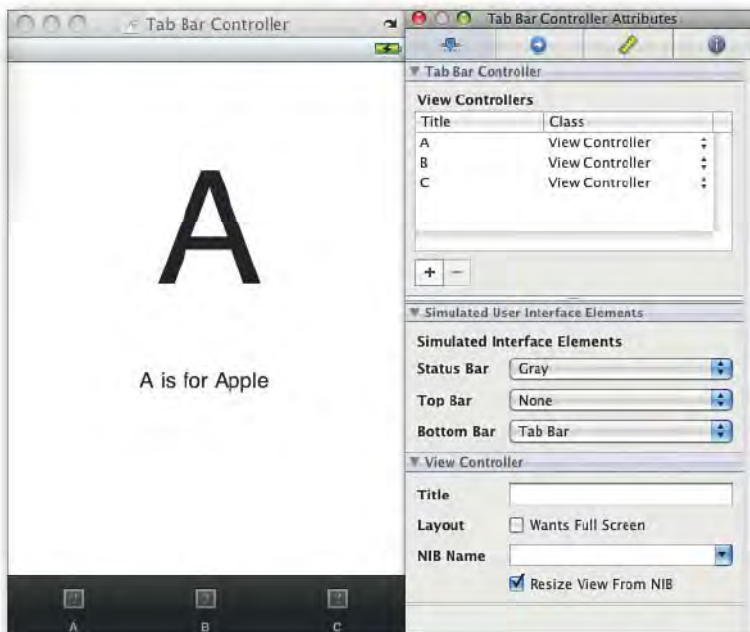 Tab Bar Controller
A
A is for Apple
A
B
C
Tab Bar Controller Attributes
Tab Bar Controller
View Controllers
Title Class
A View Controller
B View Controller
C View Controller
+ −
Simulated User Interface Elements
Simulated Interface Elements
Status Bar Gray
Top Bar None
Bottom Bar Tab Bar
View Controller
Title
Layout Wants Full Screen
NIB Name
Resize View From NIB